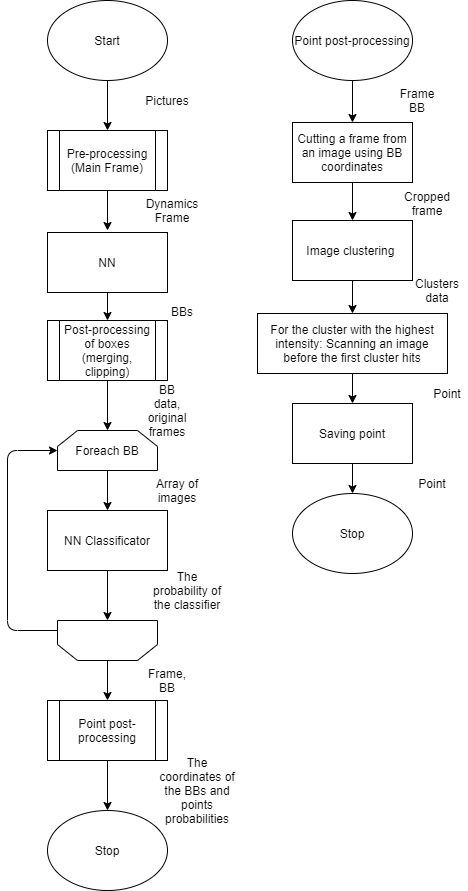 Start
Pictures
Pre-processing
(Main Frame)
Dynamics
Frame
NN
BBs
Post-processing
of boxes
(merging,
clipping)
BB
data,
original
frames
Foreach BB
Array of
images
NN Classificator
The
probability of
the classifier
Frame,
BB
Point post-
processing
The
coordinates of
the BBs and
points
probabilities
Stop
Point post-processing
Frame
BB
Cutting a frame from
an image using BB
coordinates
Cropped
frame
Image clustering
Clusters
data
For the cluster with the highest
intensity: Scanning an image
before the first cluster hits
Point
Saving point
Point
Stop